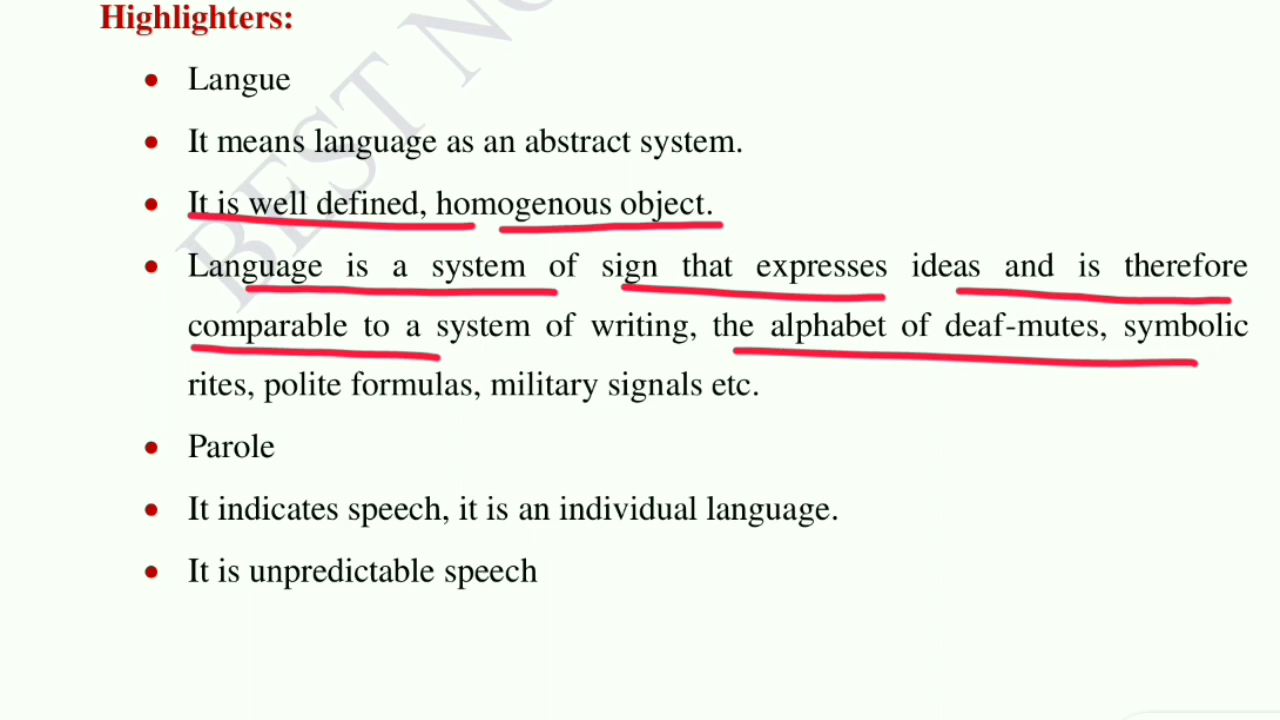 Highlighters:
• Langue
• It means language as an abstract system.
• It is well defined, homogenous object.
• Language is a system of sign that expresses ideas and is therefore
comparable to a system of writing, the alphabet of deaf-mutes, symbolic
rites, polite formulas, military signals etc.
• Parole
• It indicates speech, it is an individual language.
• It is unpredictable speech
BEST NO